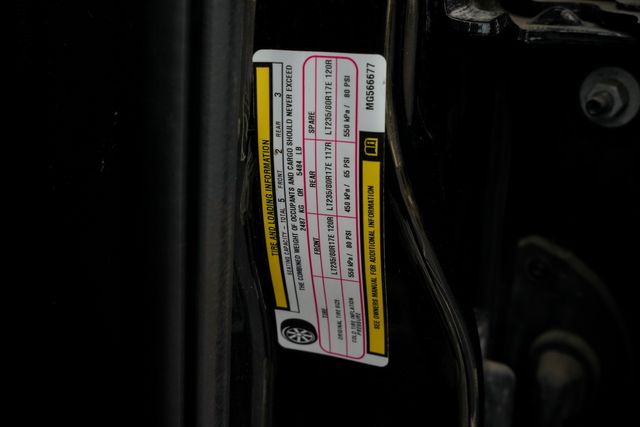 TIRE AND LOADING INFORMATION
SEATING CAPACITY - TOTAL 5 FRONT 2 REAR 3
THE COMBINED WEIGHT OF OCCUPANTS AND CARGO SHOULD NEVER EXCEED
2487 KG OR 5484 LB
TIRE FRONT REAR SPARE
ORIGINAL TIRE SIZE LT235/80R17E 120R LT235/80R17E 117R LT235/80R17E 120R
COLD TIRE INFLATION PRESSURE 550 kPa / 80 PSI 450 kPa / 65 PSI 550 kPa / 80 PSI
SEE OWNERS MANUAL FOR ADDITIONAL INFORMATION
MG566677